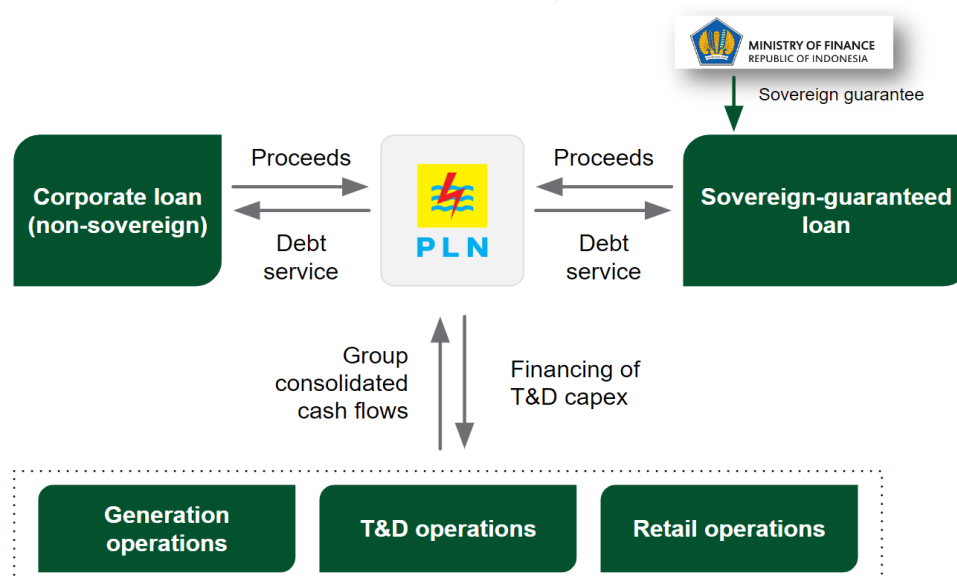 MINISTRY OF FINANCE
REPUBLIC OF INDONESIA
Sovereign guarantee
Corporate loan
(non-sovereign)
Proceeds
Debt
service
PLN
Proceeds
Debt
service
Sovereign-guaranteed
loan
Group
consolidated
cash flows
Financing of
T&D capex
Generation
operations
T&D operations
Retail operations